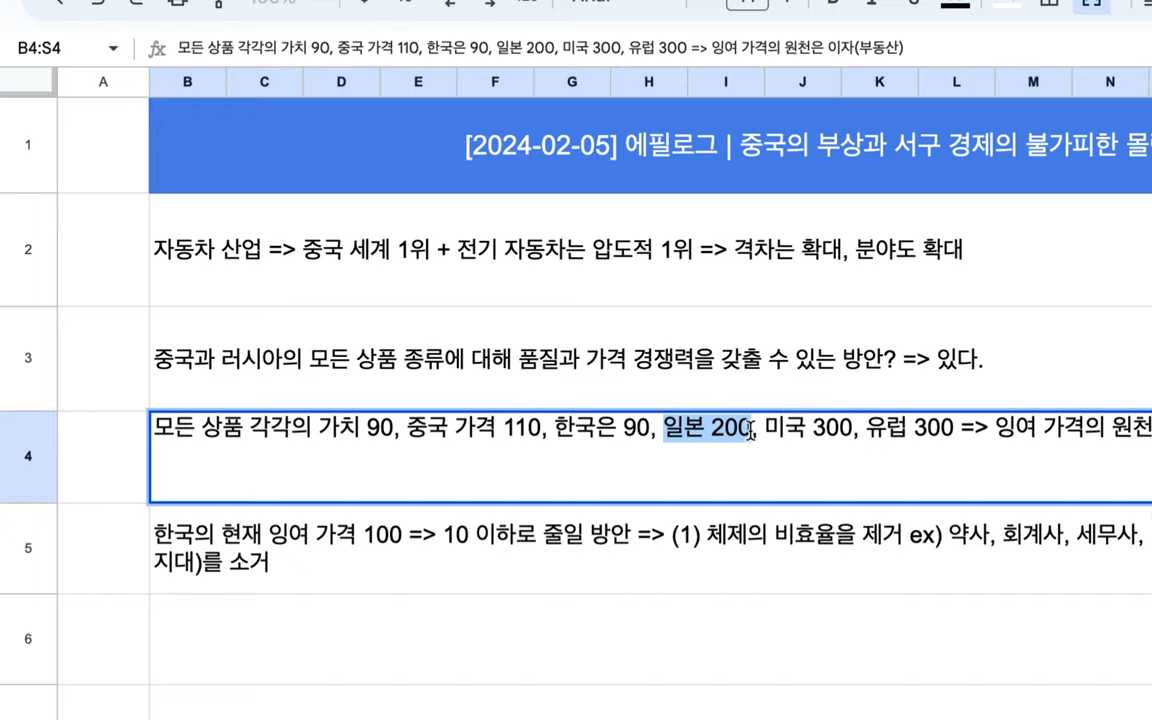 B4:S4
fx 모든 상품 각각의 가치 90, 중국 가격 110, 한국은 90, 일본 200, 미국 300, 유럽 300 => 잉여 가격의 원천은 이자(부동산)
A B C D E F G H I J K L M N
1 [2024-02-05] 에필로그 | 중국의 부상과 서구 경제의 불가피한
2 자동차 산업 => 중국 세계 1위 + 전기 자동차는 압도적 1위 => 격차는 확대, 분야도 확대
3 중국과 러시아의 모든 상품 종류에 대해 품질과 가격 경쟁력을 갖출 수 있는 방안? => 있다.
4 모든 상품 각각의 가치 90, 중국 가격 110, 한국은 90, 일본 200, 미국 300, 유럽 300 => 잉여 가격의 원천
5 한국의 현재 잉여 가격 100 => 10 이하로 줄일 방안 => (1) 체제의 비효율을 제거 ex) 약사, 회계사, 세무사,
지대)를 소거
6